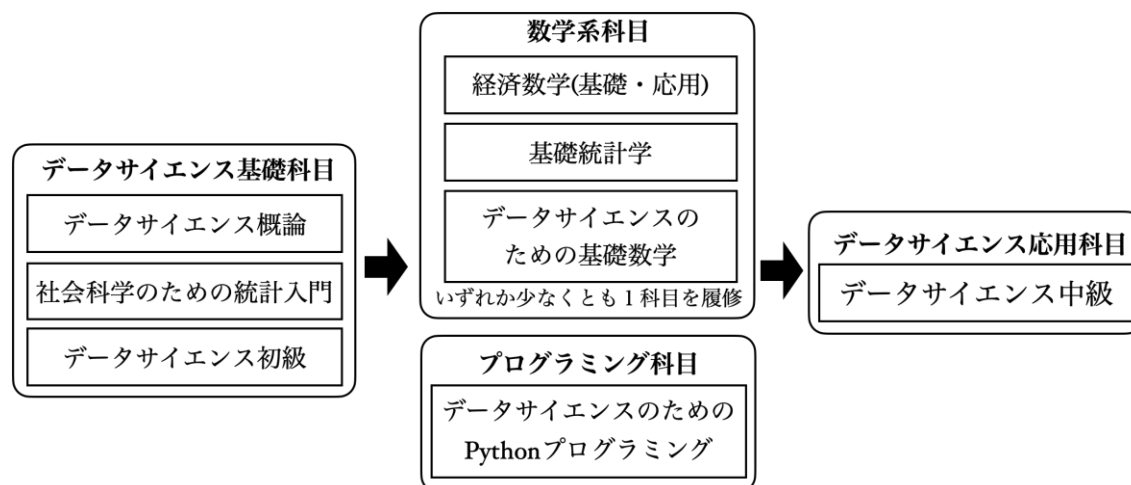 データサイエンス基礎科目
データサイエンス概論
社会科学のための統計入門
データサイエンス初級
数学系科目
経済数学(基礎・応用)
基礎統計学
データサイエンスの
ための基礎数学
いずれか少なくとも1科目を履修
プログラミング科目
データサイエンスのための
Pythonプログラミング
データサイエンス応用科目
データサイエンス中級